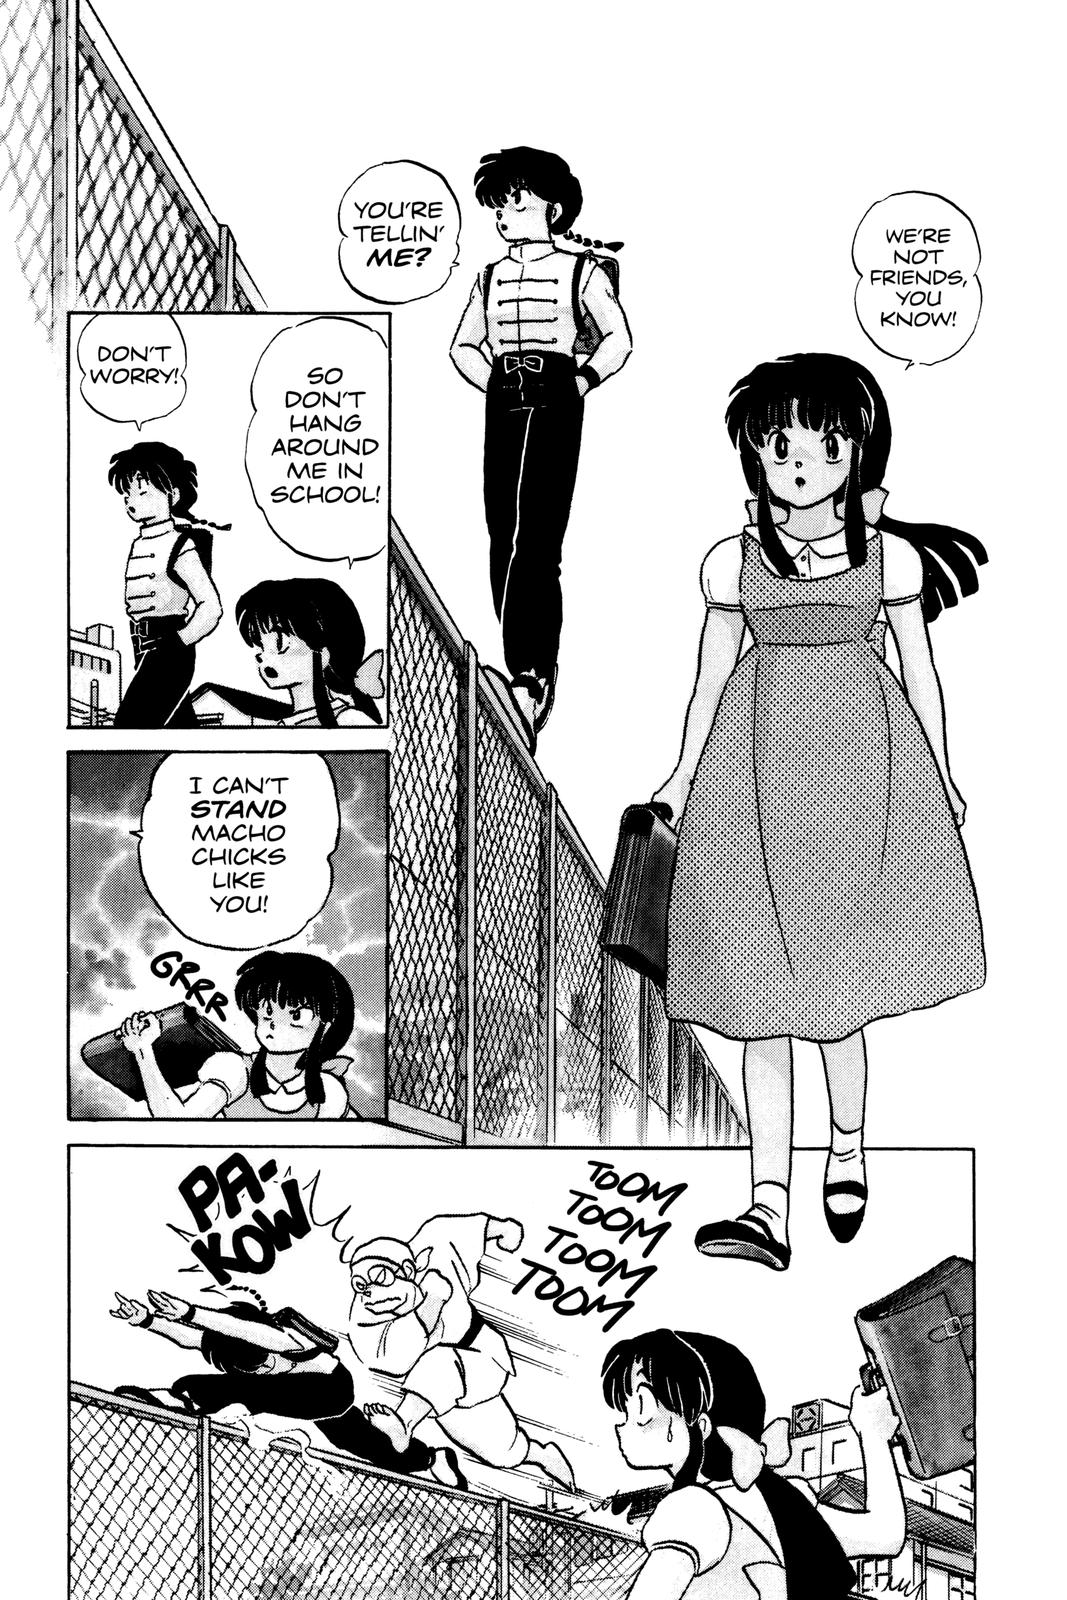 WE'RE
NOT
FRIENDS,
YOU
KNOW!
YOU'RE
TELLIN'
ME?
SO
DON'T
HANG
AROUND
ME IN
SCHOOL!
DON'T
WORRY!
I CAN'T
STAND
MACHO
CHICKS
LIKE
YOU!
GRRR
TOOM
TOOM
TOOM
TOOM
PA-
KOW